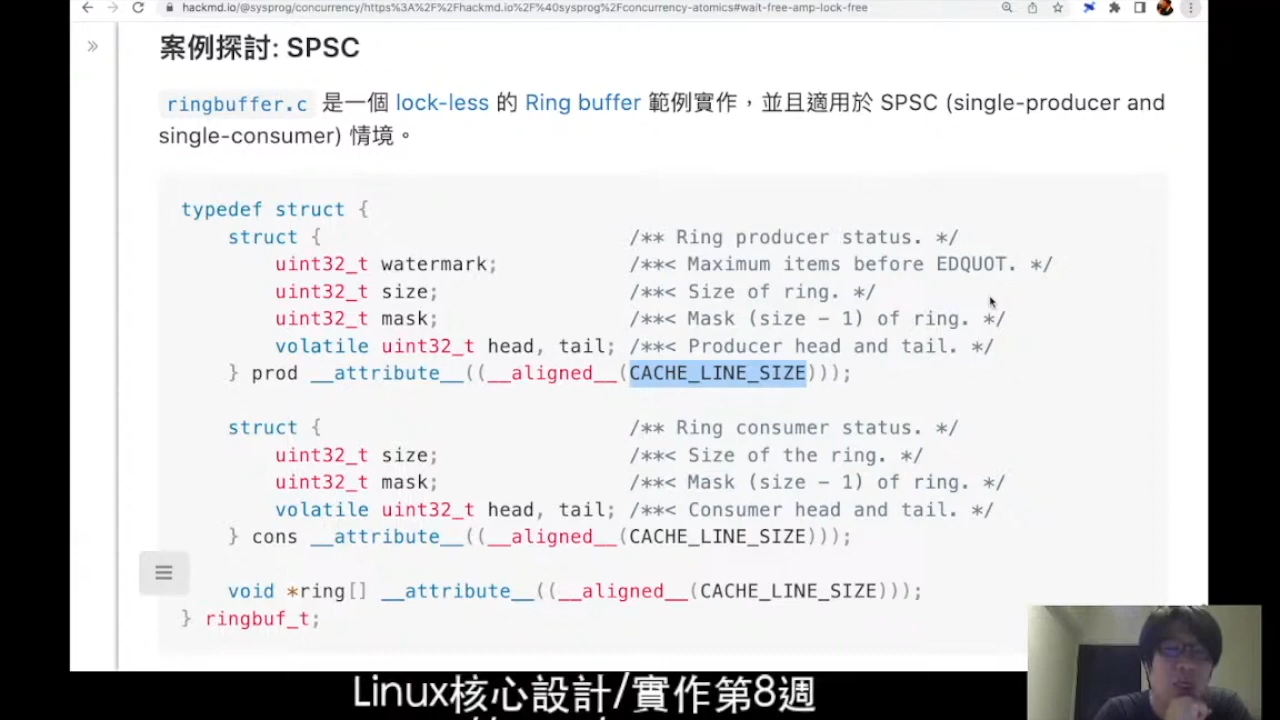 hackmd.io/@sysprog/concurrency/https%3A%2F%2Fhackmd.io%2F%40sysprog%2Fconcurrency-atomics#wait-free-amp-lock-free
案例探討: SPSC
ringbuffer.c 是一個 lock-less 的 Ring buffer 範例實作，並且適用於 SPSC (single-producer and
single-consumer) 情境。
typedef struct {
struct { /** Ring producer status. */
uint32_t watermark; /**< Maximum items before EDQUOT. */
uint32_t size; /**< Size of ring. */
uint32_t mask; /**< Mask (size - 1) of ring. */
volatile uint32_t head, tail; /**< Producer head and tail. */
} prod __attribute__((__aligned__(CACHE_LINE_SIZE)));
struct { /** Ring consumer status. */
uint32_t size; /**< Size of the ring. */
uint32_t mask; /**< Mask (size - 1) of ring. */
volatile uint32_t head, tail; /**< Consumer head and tail. */
} cons __attribute__((__aligned__(CACHE_LINE_SIZE)));
void *ring[] __attribute__((__aligned__(CACHE_LINE_SIZE)));
} ringbuf_t;
Linux核心設計/實作第8週